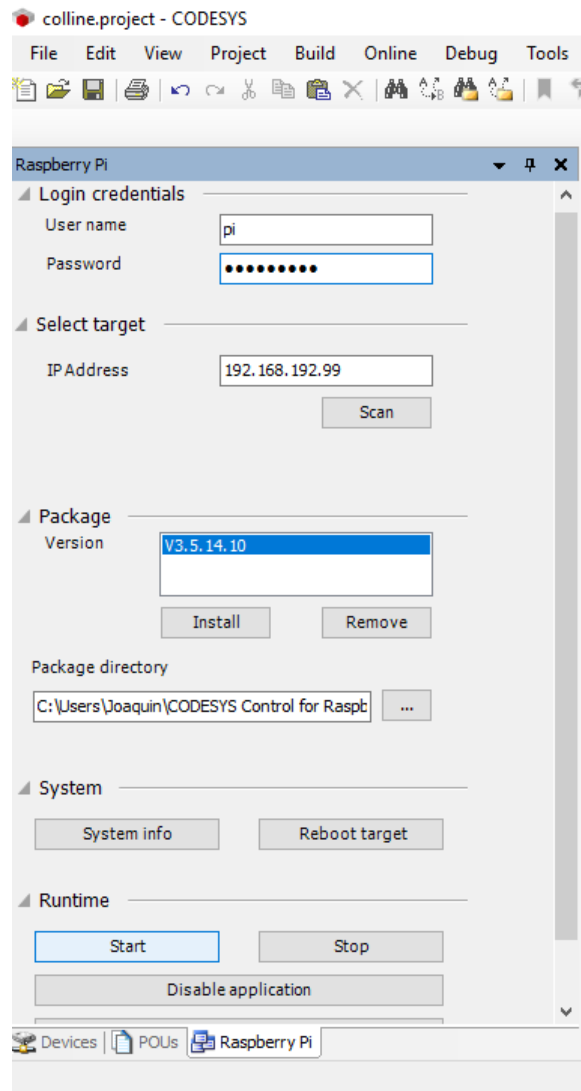 colline.project - CODESYS
File Edit View Project Build Online Debug Tools
Raspberry Pi
Login credentials
User name pi
Password •••••••••
Select target
IP Address 192.168.192.99
Scan
Package
Version V3.5.14.10
Install Remove
Package directory
C:\Users\Joaquin\CODESYS Control for Raspb ...
System
System info Reboot target
Runtime
Start Stop
Disable application
Devices POUs Raspberry Pi